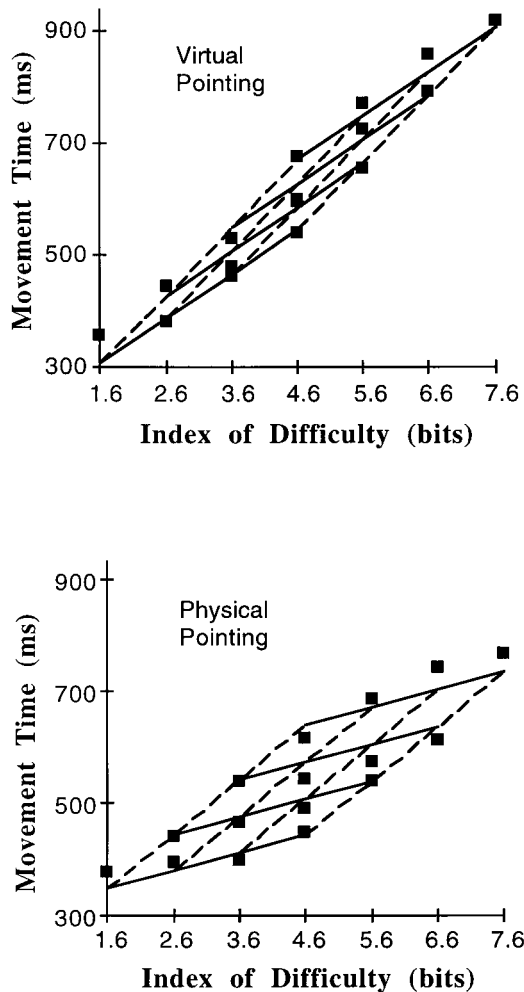 900
700
500
300
Movement Time (ms)
Virtual
Pointing
1.6 2.6 3.6 4.6 5.6 6.6 7.6
Index of Difficulty (bits)
900
700
500
300
Movement Time (ms)
Physical
Pointing
1.6 2.6 3.6 4.6 5.6 6.6 7.6
Index of Difficulty (bits)